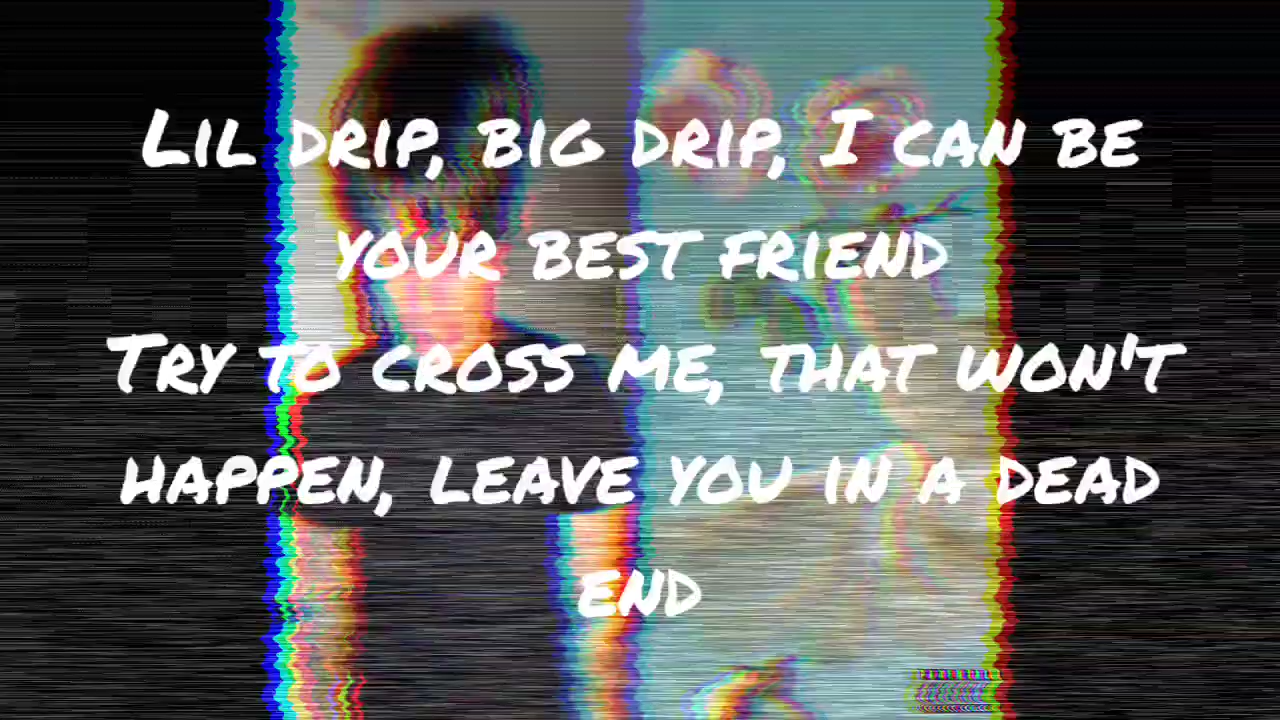 Lil drip, big drip, I can be
your best friend
Try to cross me, that won't
happen, leave you in a dead
end